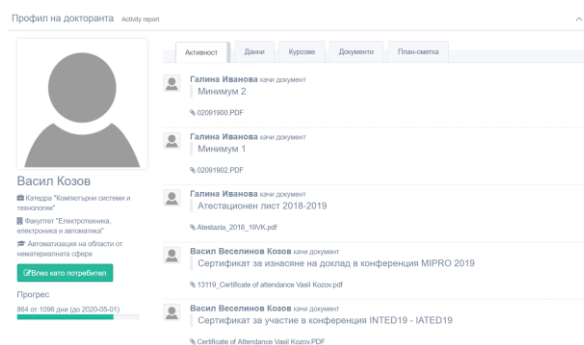 Профил на докторанта Activity report
Активност Данни Курсове Документи План-сметка
Галина Иванова качи документ
Минимум 2
02091900.PDF
Галина Иванова качи документ
Минимум 1
02091902.PDF
Галина Иванова качи документ
Атестационен лист 2018-2019
Atestazia_2018_19VK.pdf
Васил Веселинов Козов качи документ
Сертификат за изнасяне на доклад в конференция MIPRO 2019
13119_Certificate of attendance Vasil Kozov.pdf
Васил Веселинов Козов качи документ
Сертификат за участие в конференция INTED19 - IATED19
Certificate of Attendance Vasil Kozov.PDF
Васил Козов
Катедра "Компютърни системи и
технологии"
Факултет "Електротехника,
електроника и автоматика"
Автоматизация на области от
нематериалната сфера
Влез като потребител
Прогрес
864 от 1096 дни (до 2020-05-01)